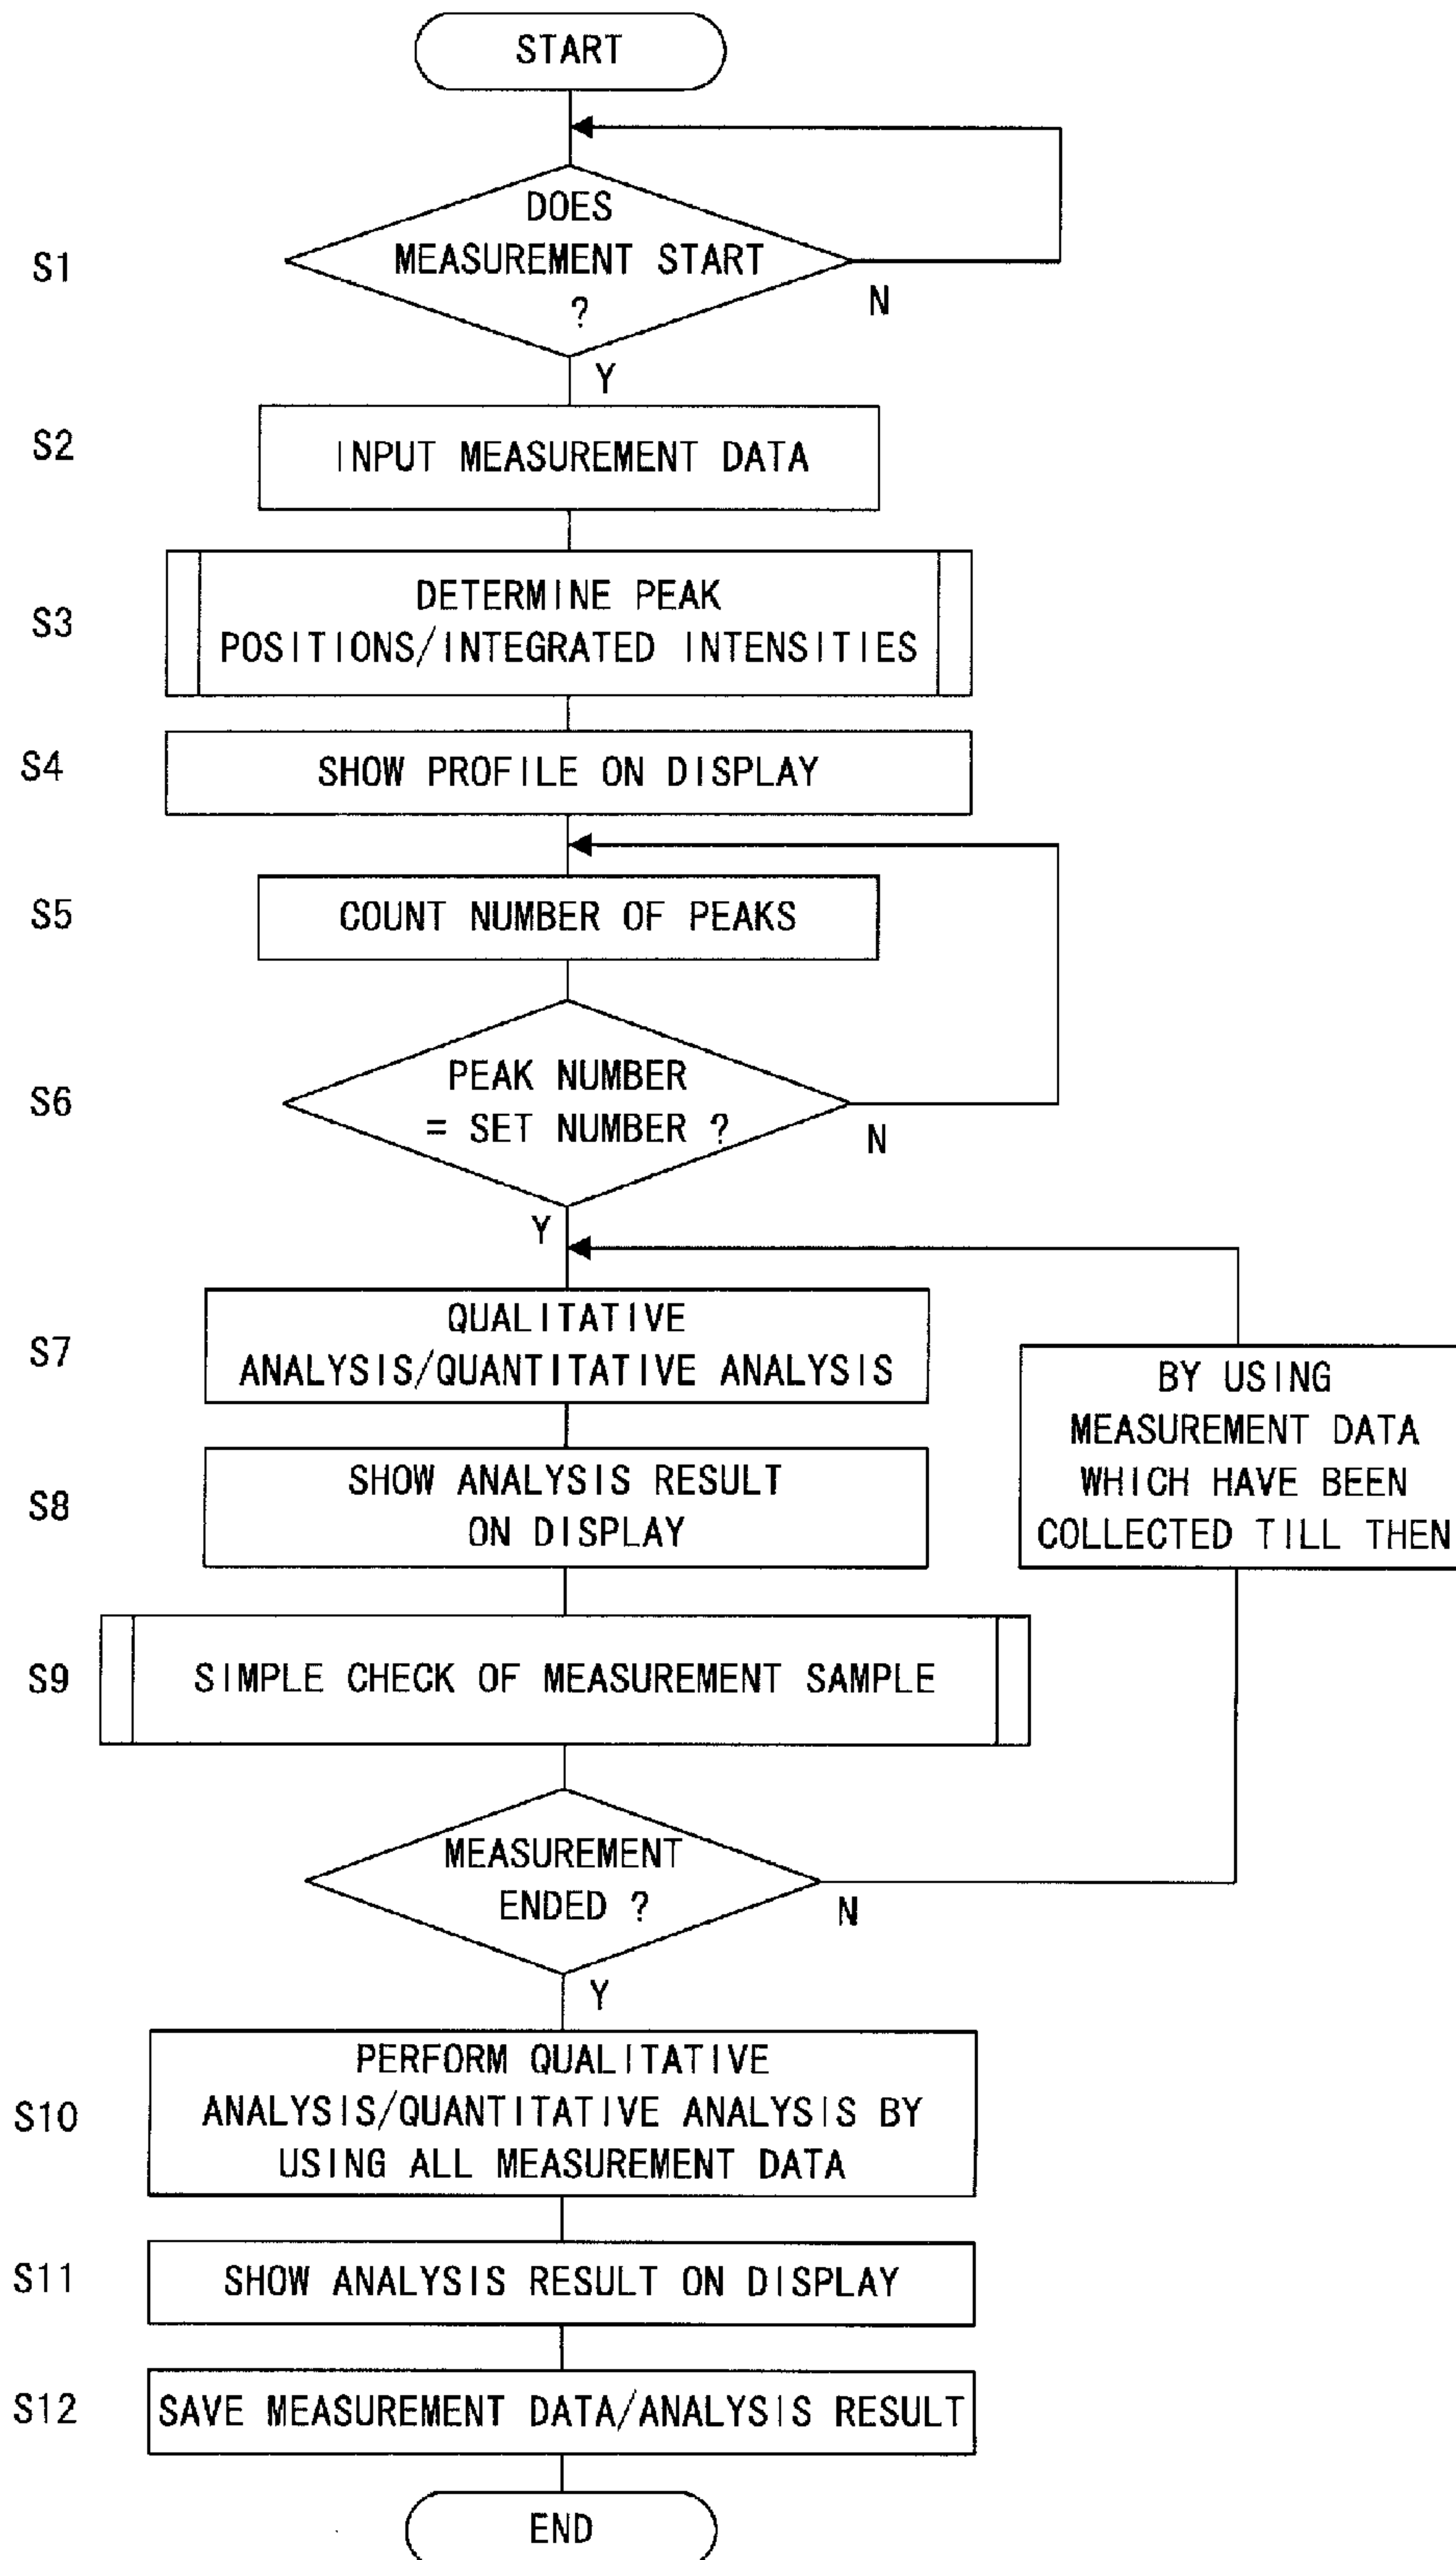 START
DOES
MEASUREMENT START
?
S1
N
Y
S2
INPUT MEASUREMENT DATA
S3
DETERMINE PEAK
POSITIONS/INTEGRATED INTENSITIES
S4
SHOW PROFILE ON DISPLAY
S5
COUNT NUMBER OF PEAKS
S6
PEAK NUMBER
= SET NUMBER ?
N
Y
S7
QUALITATIVE
ANALYSIS/QUANTITATIVE ANALYSIS
BY USING
MEASUREMENT DATA
WHICH HAVE BEEN
COLLECTED TILL THEN
S8
SHOW ANALYSIS RESULT
ON DISPLAY
S9
SIMPLE CHECK OF MEASUREMENT SAMPLE
MEASUREMENT
ENDED ?
N
Y
S10
PERFORM QUALITATIVE
ANALYSIS/QUANTITATIVE ANALYSIS BY
USING ALL MEASUREMENT DATA
S11
SHOW ANALYSIS RESULT ON DISPLAY
S12
SAVE MEASUREMENT DATA/ANALYSIS RESULT
END